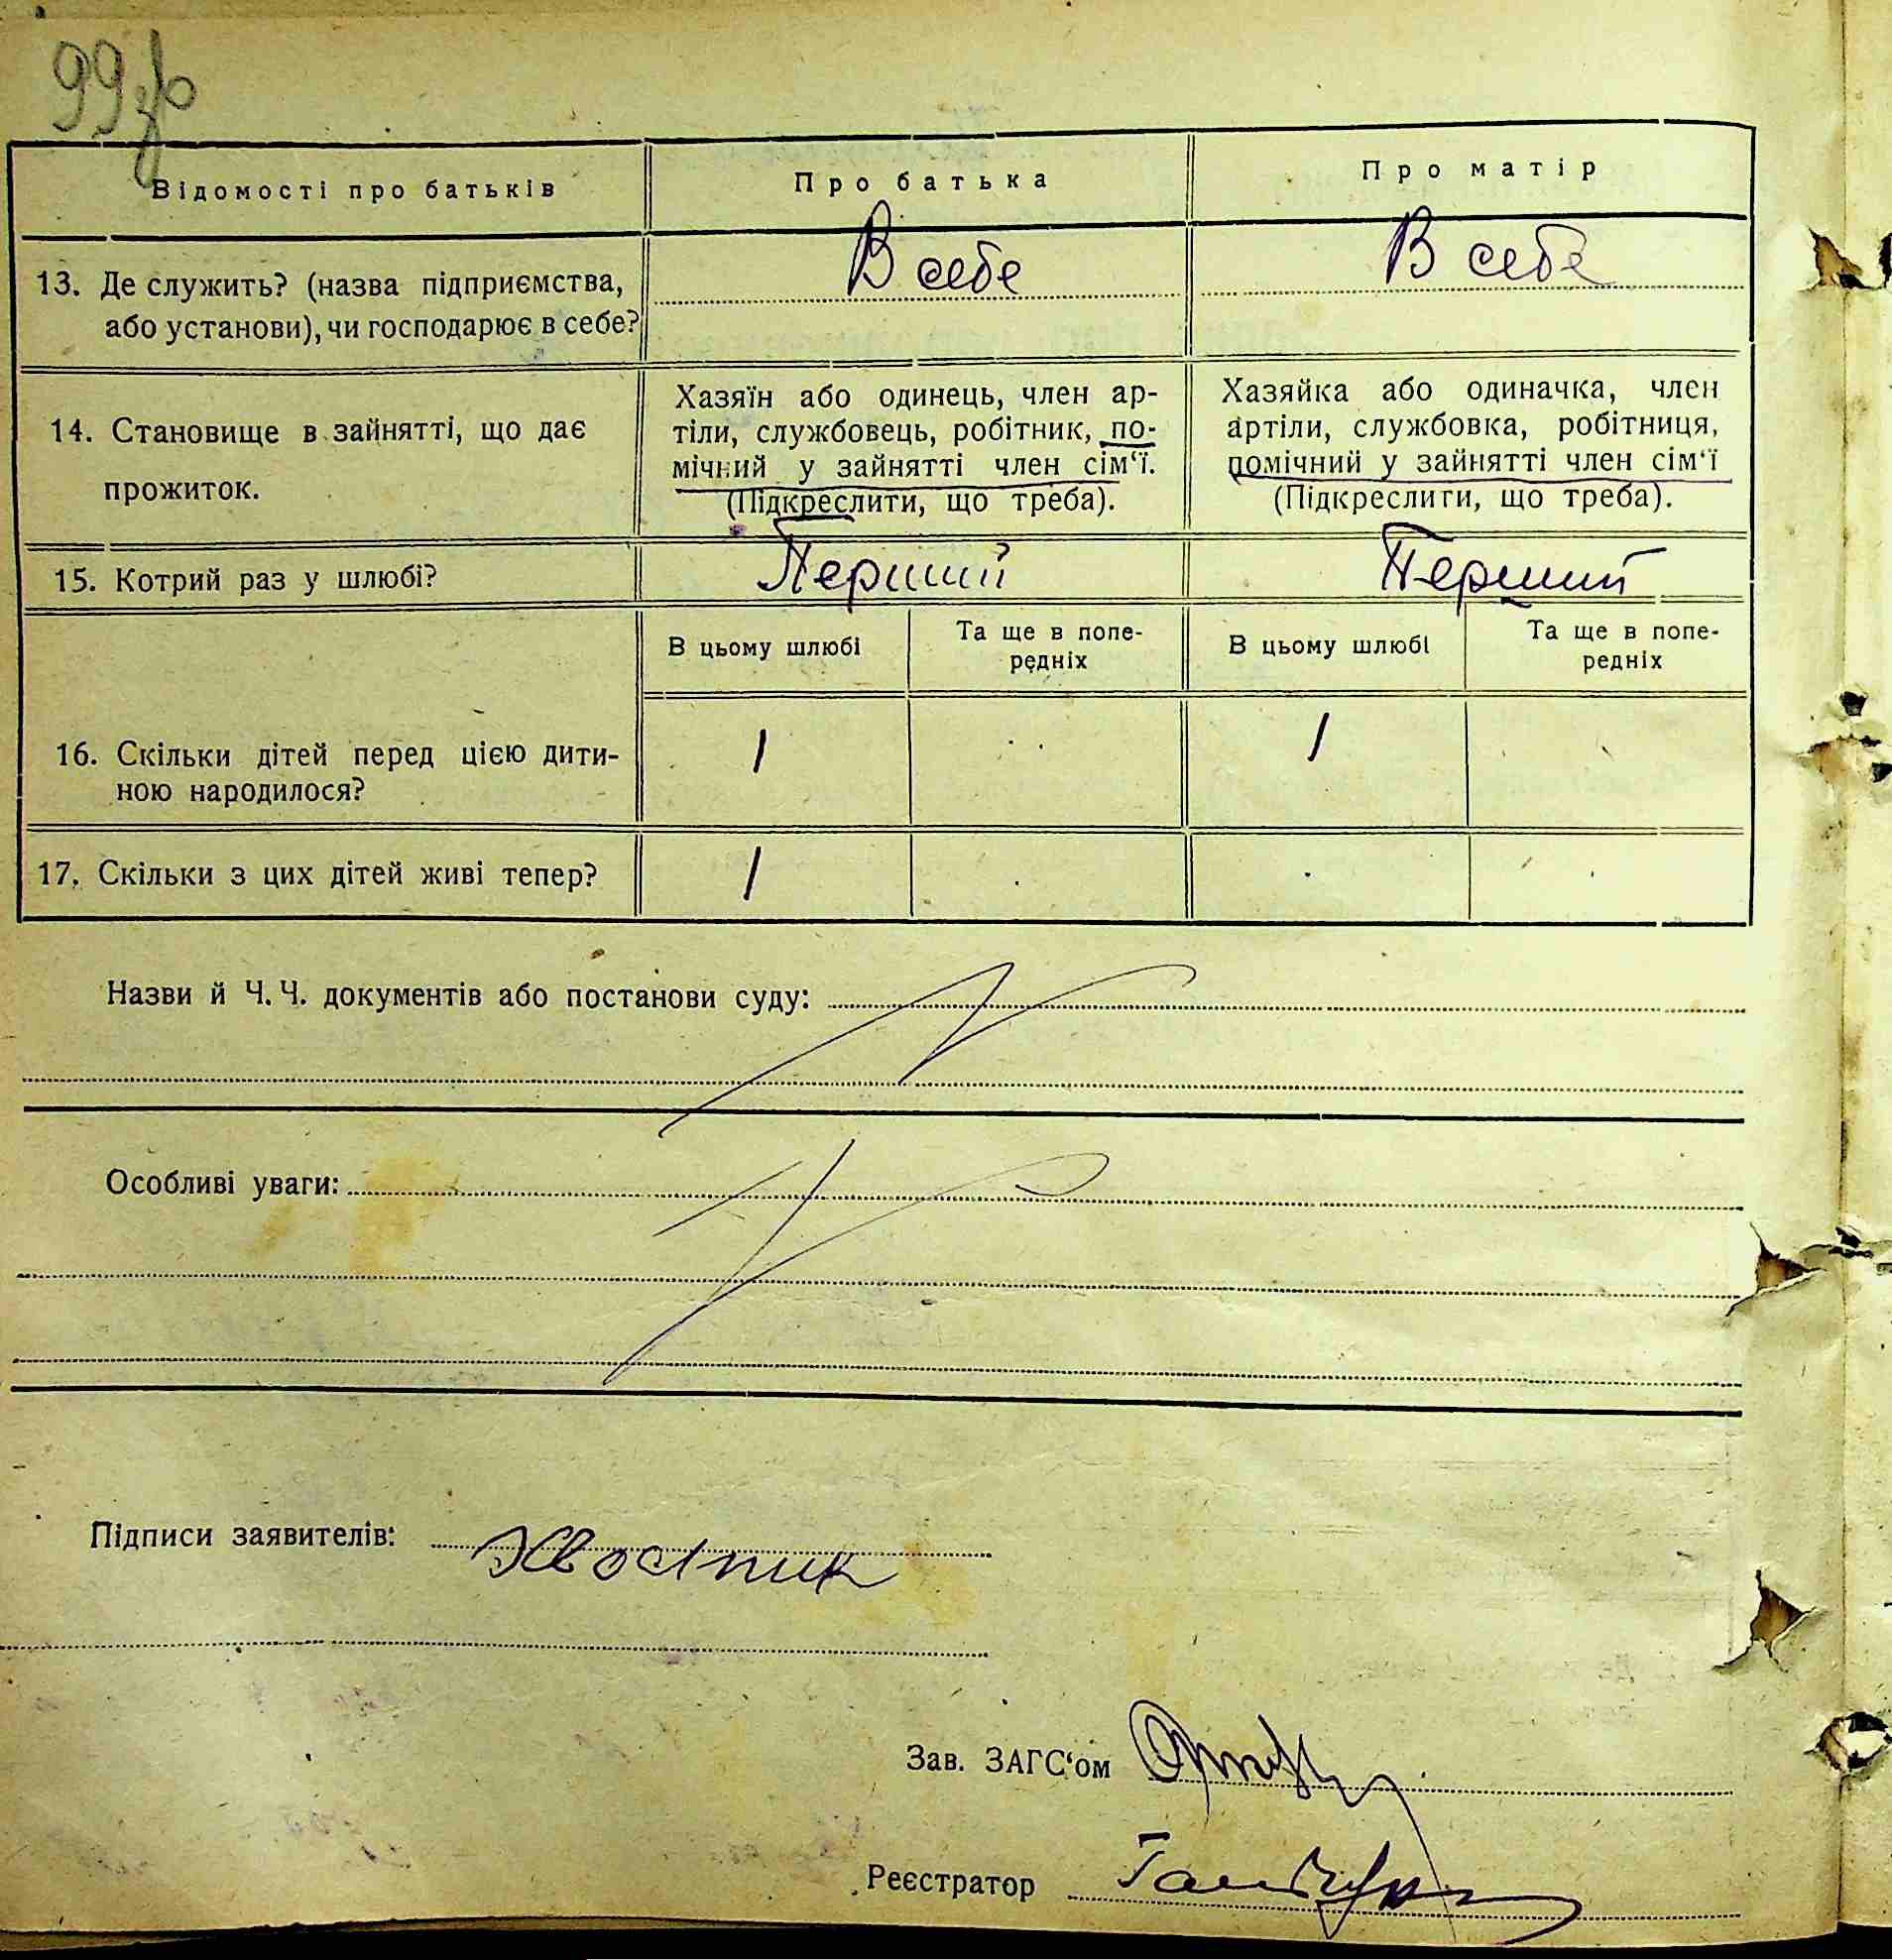 99зв
Відомості про батьків
Про батька
Про матір
13. Де служить? (назва підприємства,
або установи), чи господарює в себе?
В себе
В себе
14. Становище в зайнятті, що дає
прожиток.
Хазяїн або одинець, член ар-
тіли, службовець, робітник, по-
мічний у зайнятті член сім‘ї.
(Підкреслити, що треба).
Хазяйка або одиначка, член
артіли, службовка, робітниця,
помічний у зайнятті член сім‘ї
(Підкреслити, що треба).
15. Котрий раз у шлюбі?
Перший
Перший
В цьому шлюбі
Та ще в попе-
редніх
В цьому шлюбі
Та ще в попе-
редніх
16. Скільки дітей перед цією дити-
ною народилося?
1
1
17. Скільки з цих дітей живі тепер?
1
Назви й Ч. Ч. документів або постанови суду:
Особливі уваги:
Підписи заявителів: Хвостик
Зав. ЗАГС‘ом
Реєстратор